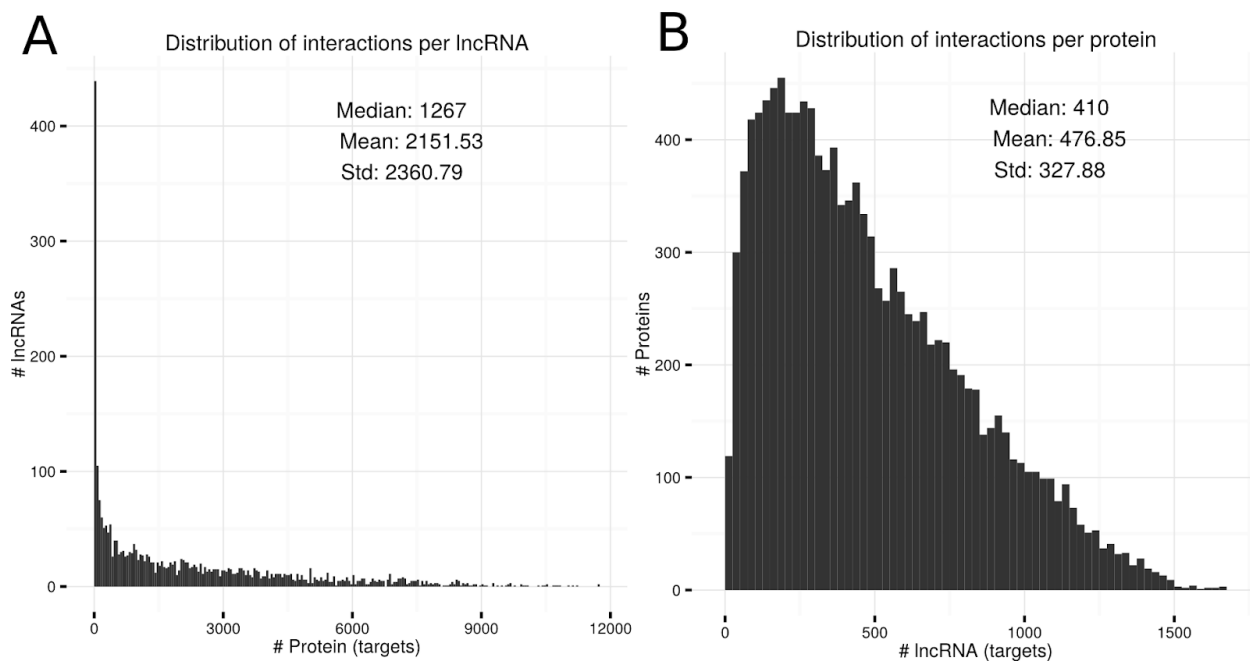 A
Distribution of interactions per lncRNA
Median: 1267
Mean: 2151.53
Std: 2360.79
400
300
200
100
0
# lncRNAs
0 3000 6000 9000 12000
# Protein (targets)
B
Distribution of interactions per protein
Median: 410
Mean: 476.85
Std: 327.88
400
300
200
100
0
# Proteins
0 500 1000 1500
# lncRNA (targets)